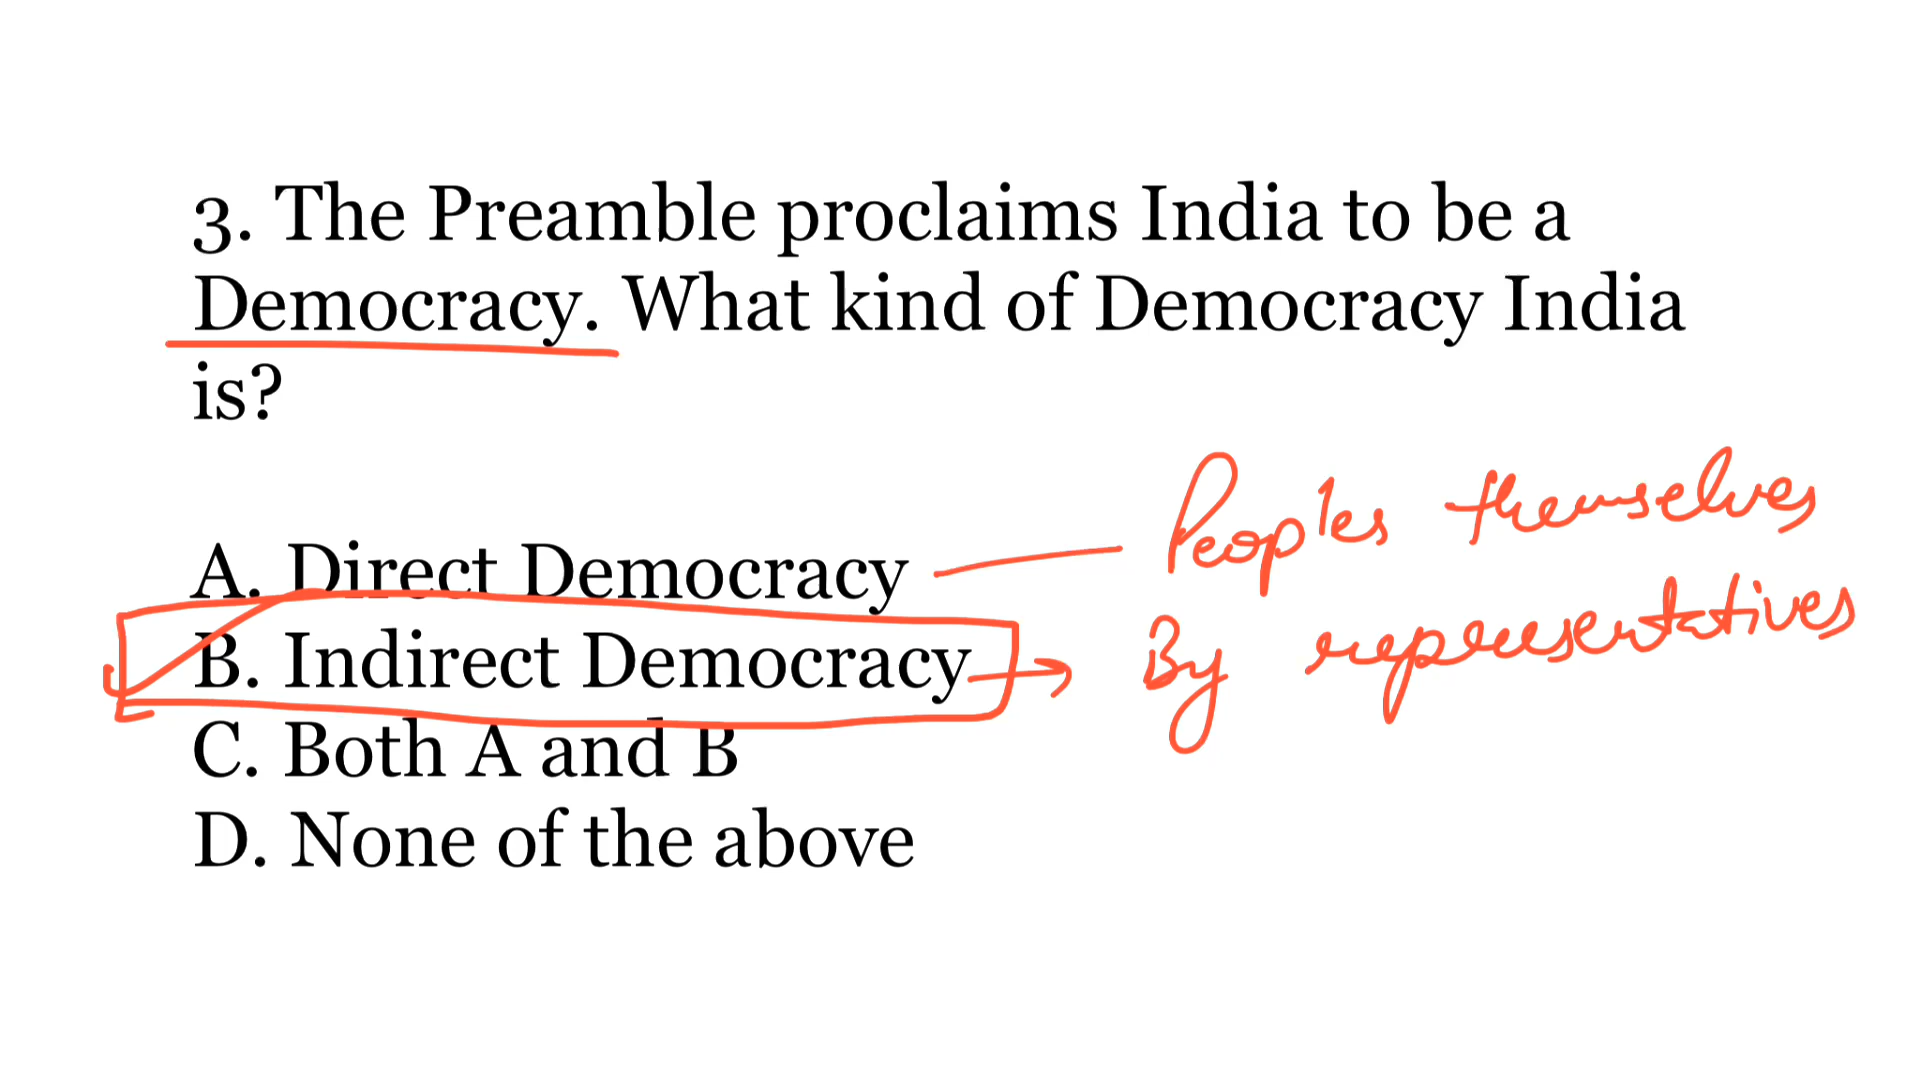 3. The Preamble proclaims India to be a
Democracy. What kind of Democracy India
is?
A. Direct Democracy
Peoples themselves
B. Indirect Democracy
By representatives
C. Both A and B
D. None of the above